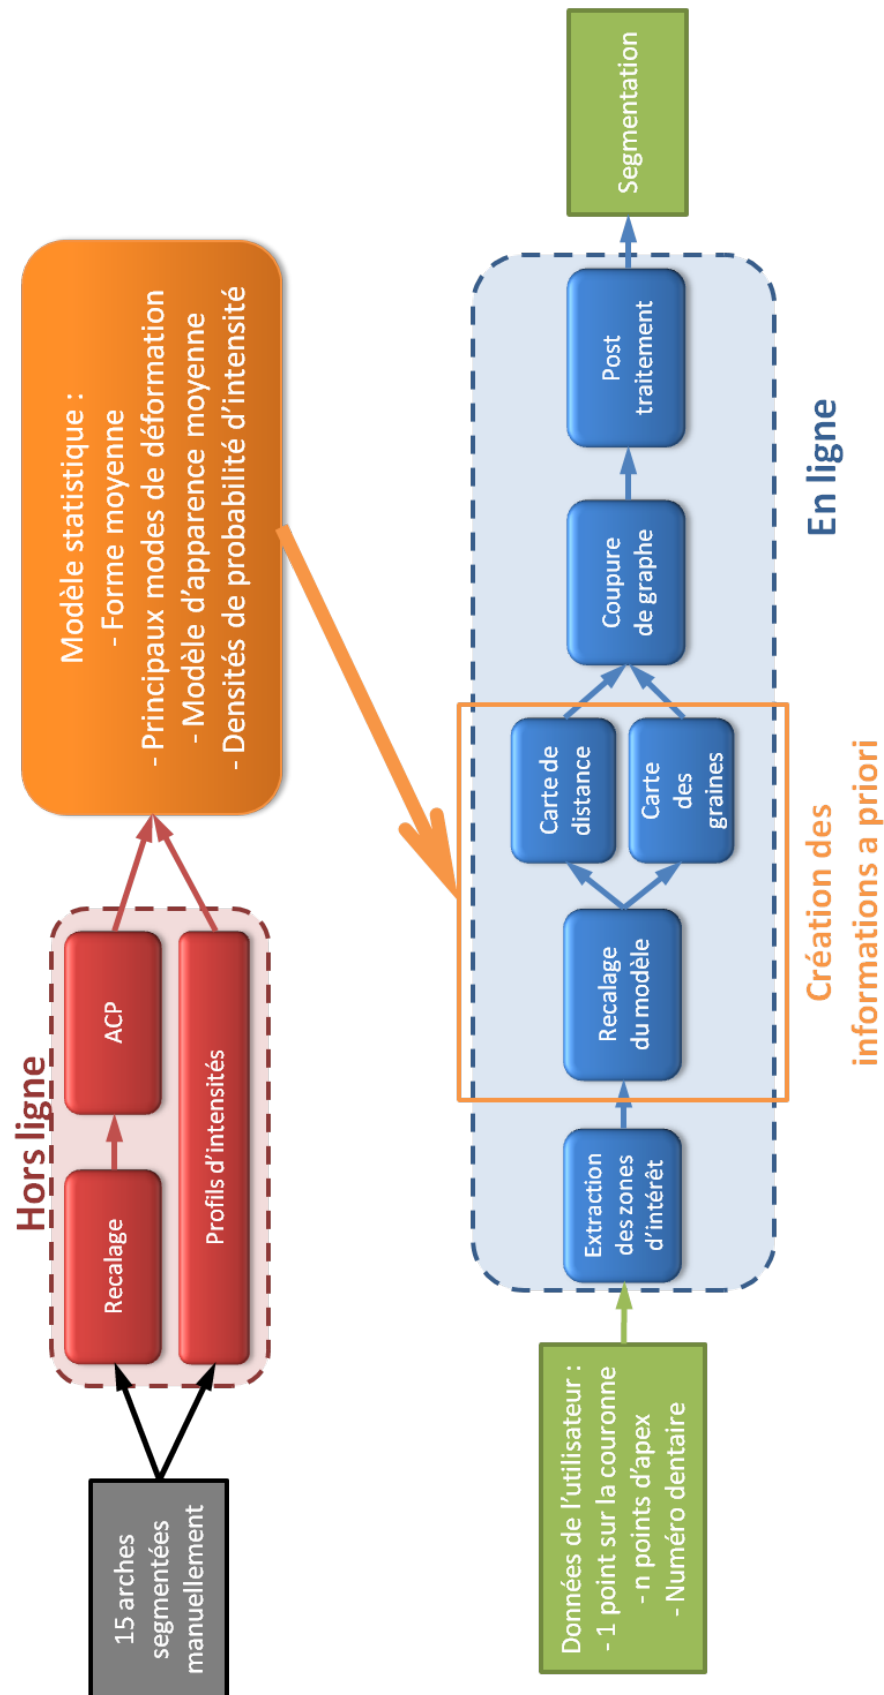 Hors ligne
15 arches
segmentées
manuellement
Recalage
ACP
Profils d'intensités
Modèle statistique :
- Forme moyenne
- Principaux modes de déformation
- Modèle d'apparence moyenne
- Densités de probabilité d'intensité
Données de l'utilisateur :
- 1 point sur la couronne
- n points d'apex
- Numéro dentaire
Extraction
des zones
d'intérêt
Recalage
du modèle
Carte de
distance
Carte
des
graines
Coupure
de graphe
Post
traitement
Segmentation
Création des
informations a priori
En ligne